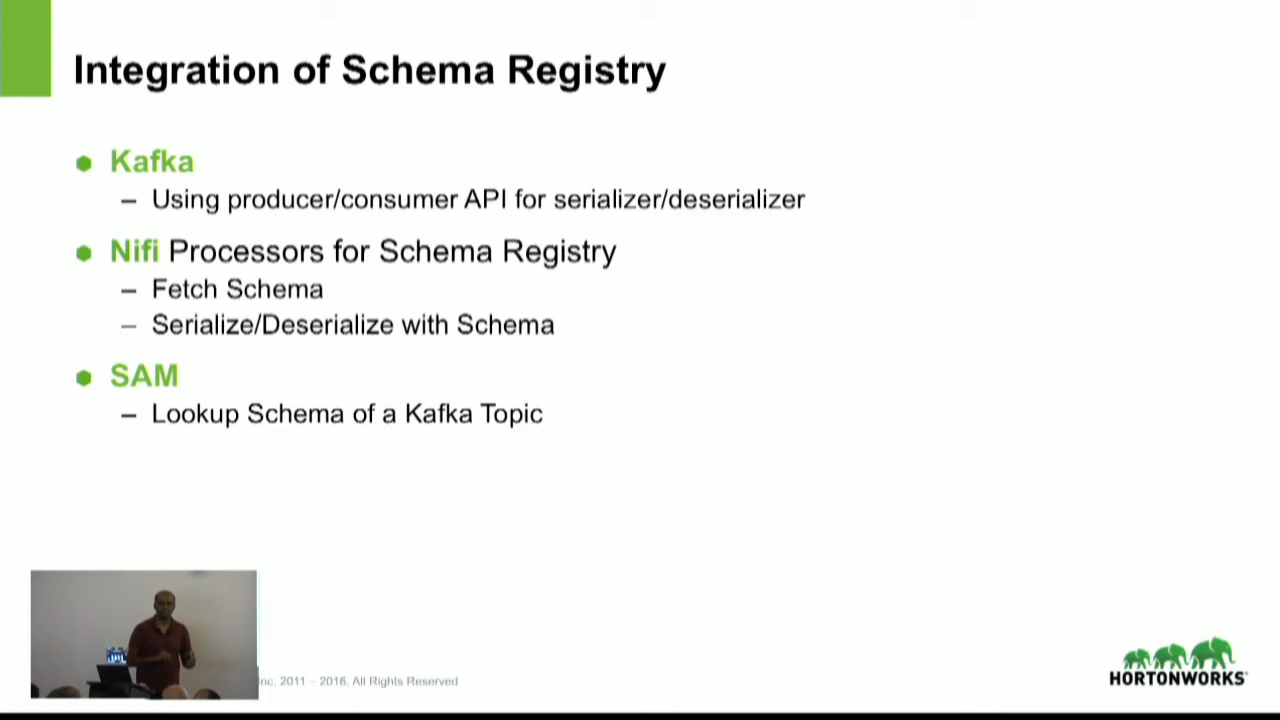 Integration of Schema Registry
Kafka
– Using producer/consumer API for serializer/deserializer
Nifi Processors for Schema Registry
– Fetch Schema
– Serialize/Deserialize with Schema
SAM
– Lookup Schema of a Kafka Topic
Inc. 2011 – 2016. All Rights Reserved
HORTONWORKS